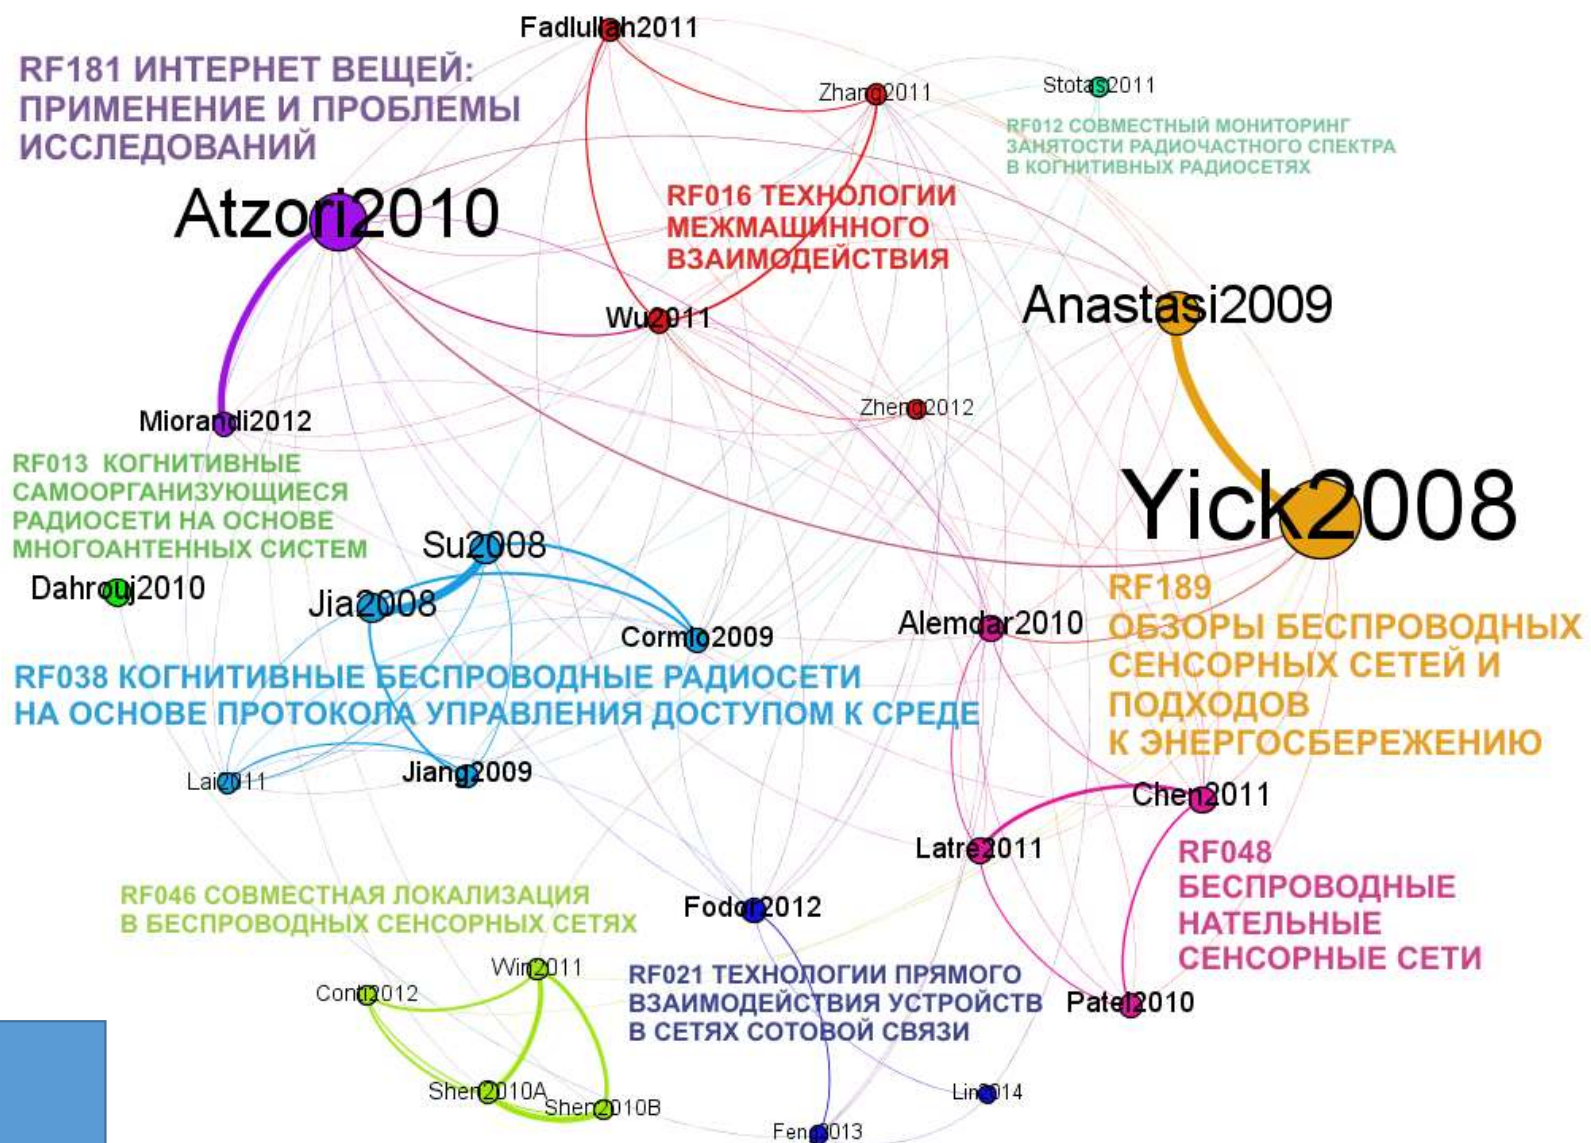 Fadlullah2011
RF181 ИНТЕРНЕТ ВЕЩЕЙ:
ПРИМЕНЕНИЕ И ПРОБЛЕМЫ
ИССЛЕДОВАНИЙ
Zhang2011
Stotas2011
RF012 СОВМЕСТНЫЙ МОНИТОРИНГ
ЗАНЯТОСТИ РАДИОЧАСТНОГО СПЕКТРА
В КОГНИТИВНЫХ РАДИОСЕТЯХ
Atzori2010
RF016 ТЕХНОЛОГИИ
МЕЖМАШИННОГО
ВЗАИМОДЕЙСТВИЯ
Wu2011
Anastasi2009
Miorandi2012
Zheng2012
RF013 КОГНИТИВНЫЕ
САМООРГАНИЗУЮЩИЕСЯ
РАДИОСЕТИ НА ОСНОВЕ
МНОГОАНТЕННЫХ СИСТЕМ
Yick2008
Su2008
Dahrouj2010
Jia2008
Cormio2009
Alemdar2010
RF189
ОБЗОРЫ БЕСПРОВОДНЫХ
СЕНСОРНЫХ СЕТЕЙ И
ПОДХОДОВ
К ЭНЕРГОСБЕРЕЖЕНИЮ
RF038 КОГНИТИВНЫЕ БЕСПРОВОДНЫЕ РАДИОСЕТИ
НА ОСНОВЕ ПРОТОКОЛА УПРАВЛЕНИЯ ДОСТУПОМ К СРЕДЕ
Lai2011
Jiang2009
Chen2011
Latre2011
RF048
БЕСПРОВОДНЫЕ
НАТЕЛЬНЫЕ
СЕНСОРНЫЕ СЕТИ
RF046 СОВМЕСТНАЯ ЛОКАЛИЗАЦИЯ
В БЕСПРОВОДНЫХ СЕНСОРНЫХ СЕТЯХ
Fodor2012
Win2011
Conti2012
RF021 ТЕХНОЛОГИИ ПРЯМОГО
ВЗАИМОДЕЙСТВИЯ УСТРОЙСТВ
В СЕТЯХ СОТОВОЙ СВЯЗИ
Patel2010
Shen2010A
Shen2010B
Lin2014
Feng2013